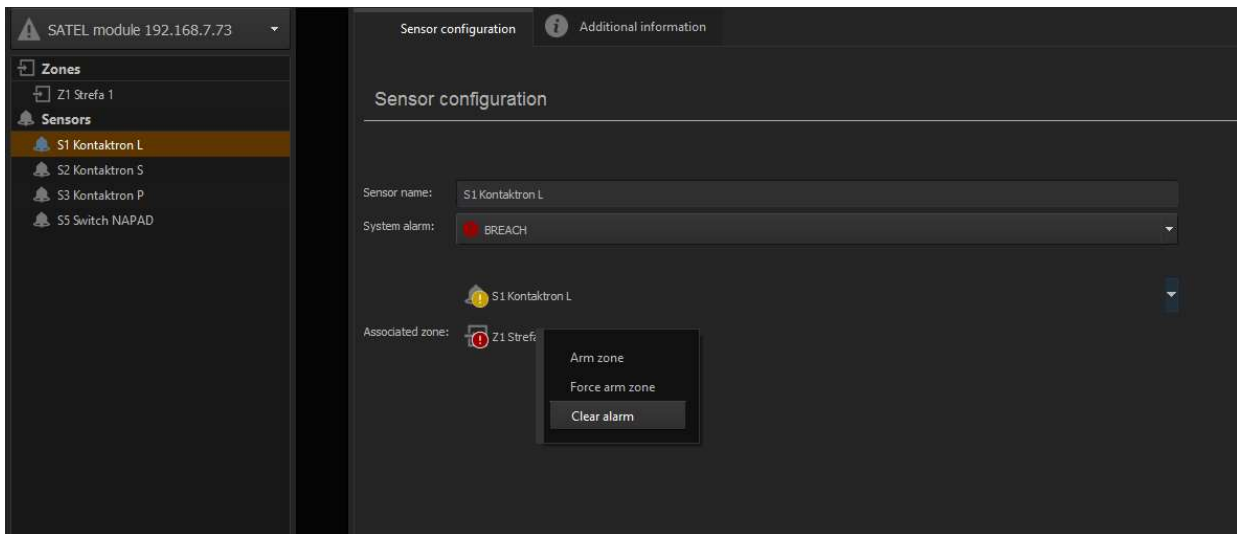 SATEL module 192.168.7.73
Zones
Z1 Strefa 1
Sensors
S1 Kontaktron L
S2 Kontaktron S
S3 Kontaktron P
S5 Switch NAPAD
Sensor configuration
Additional information
Sensor configuration
Sensor name:
S1 Kontaktron L
System alarm:
BREACH
S1 Kontaktron L
Associated zone:
Z1 Strefa
Arm zone
Force arm zone
Clear alarm